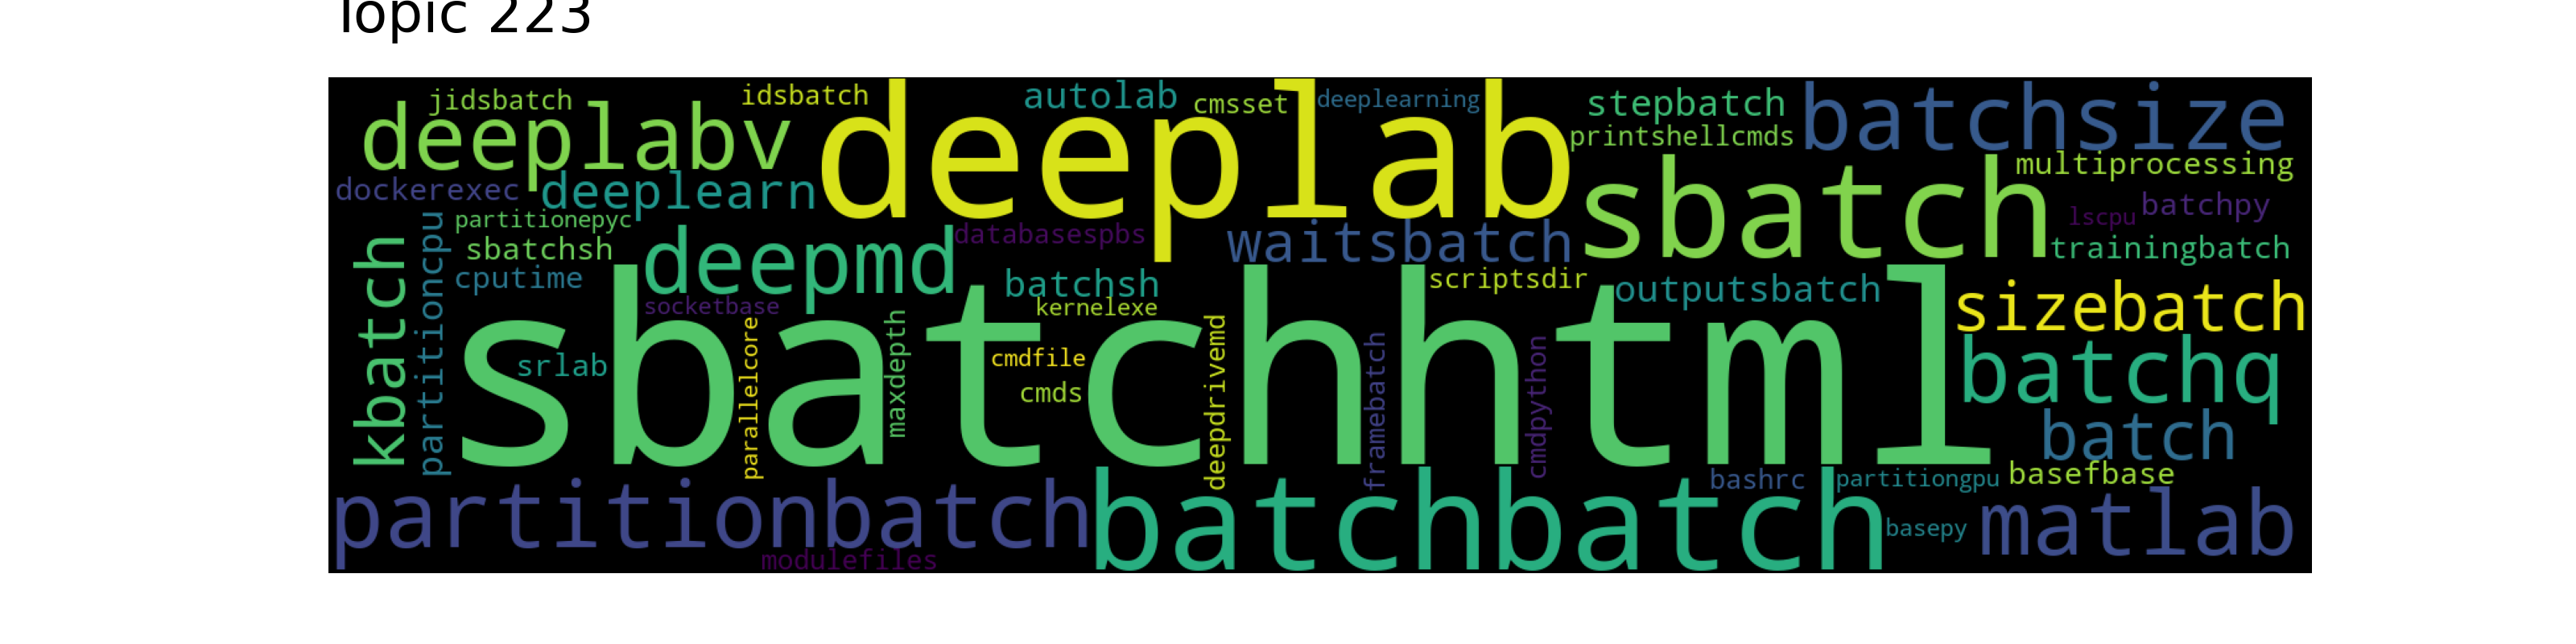 Topic 223
jidsbatch idsbatch autolab cmsset deeplearning stepbatch batchsize
deeplabv deeplab printshellcmds multiprocessing
dockerexec deeplearn sbatch lscpu batchpy
partitionepyc databasespbs waitsbatch trainingbatch
sbatchsh deepmd
cputime batchsh scriptsdir outputsbatch sizebatch
socketbase kernelexe
kbatch partitioncpu sbatchhtml batchq
srlab parallelcore maxdepth cmdfile deepdrivemd framebatch cmdpython
cmds batch
partitionbatch batchbatch bashrc partitiongpu basefbase
basepy matlab
modulefiles